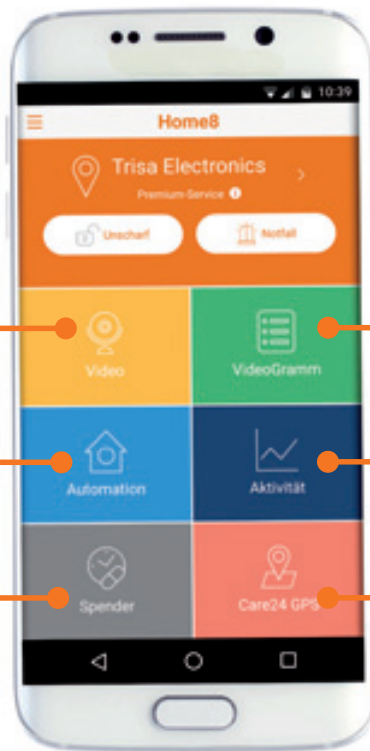 10:39
Home8
Trisa Electronics
Premium-Service
Unscharf
Notfall
Video
VideoGramm
Automation
Aktivität
Spender
Care24 GPS